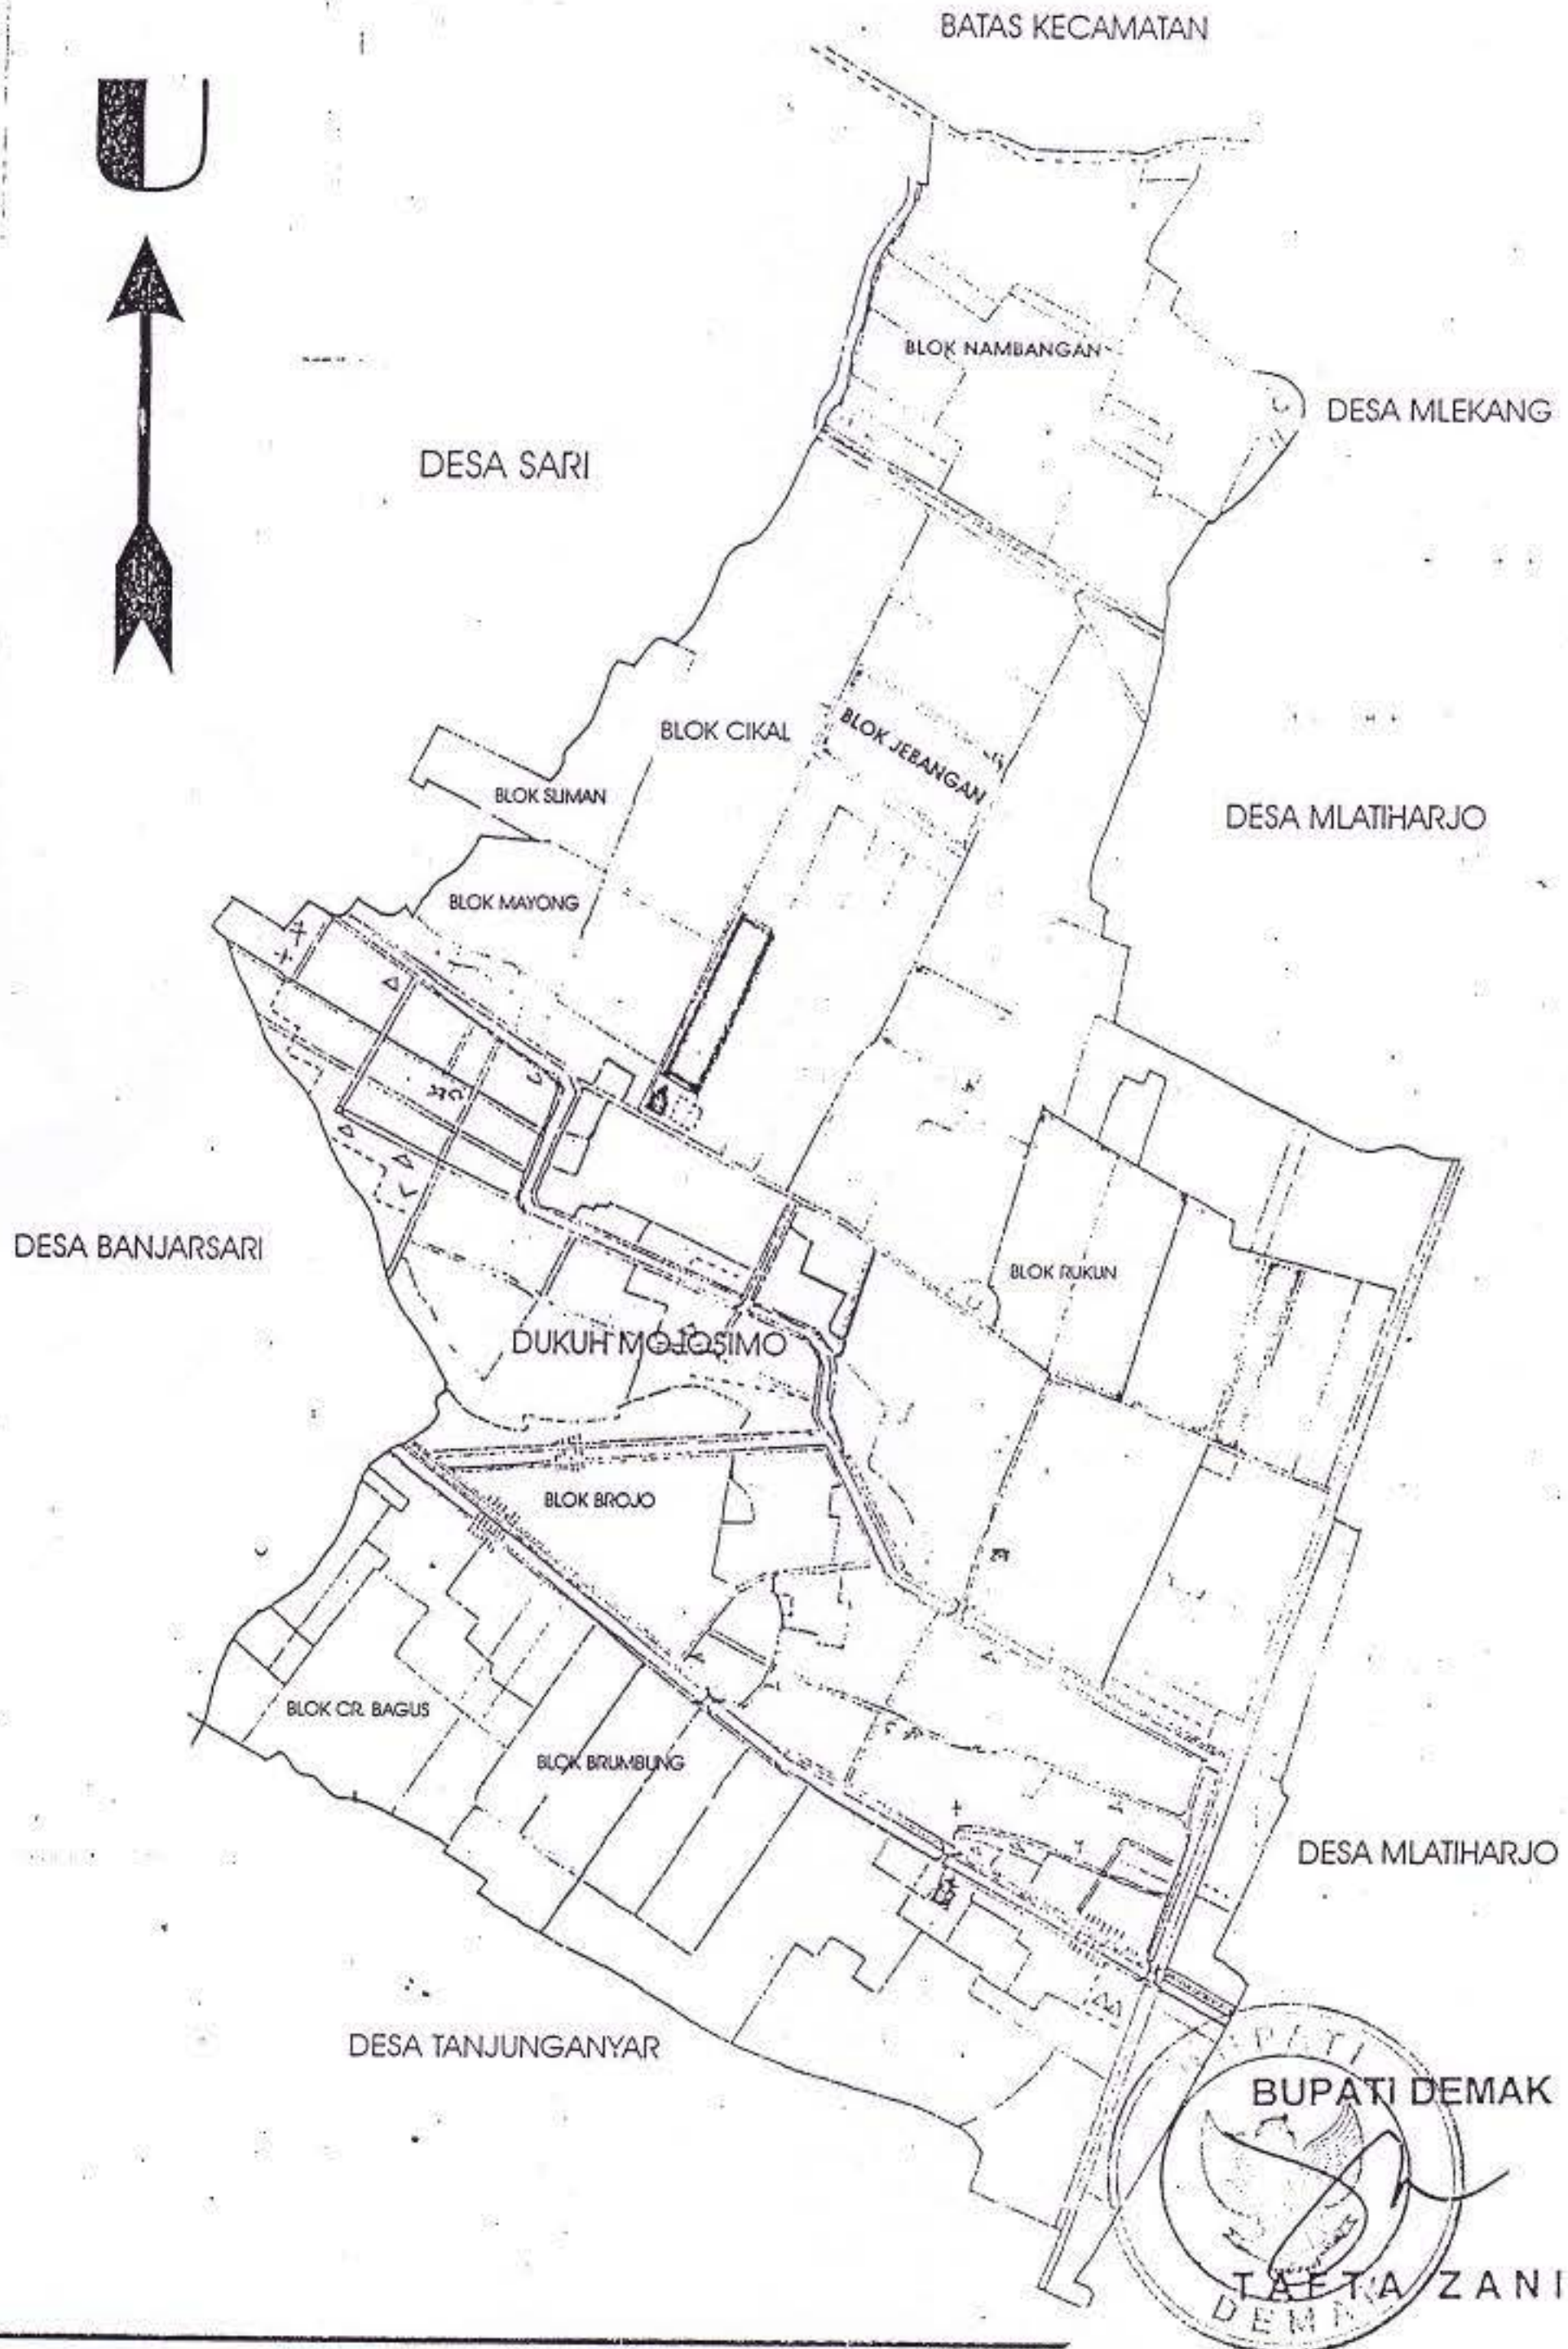 BATAS KECAMATAN
U
BLOK NAMBANGAN
DESA MLEKANG
DESA SARI
BLOK CIKAL
BLOK JEBANGAN
BLOK SLIMAN
DESA MLATIHARJO
BLOK MAYONG
DESA BANJARSARI
BLOK RUKUN
DUKUH MOJOSIMO
BLOK BROJO
BLOK CR. BAGUS
BLOK BRUMBUNG
DESA MLATIHARJO
DESA TANJUNGANYAR
BUPATI
BUPATI DEMAK
TAFTA ZANI
DEMAK